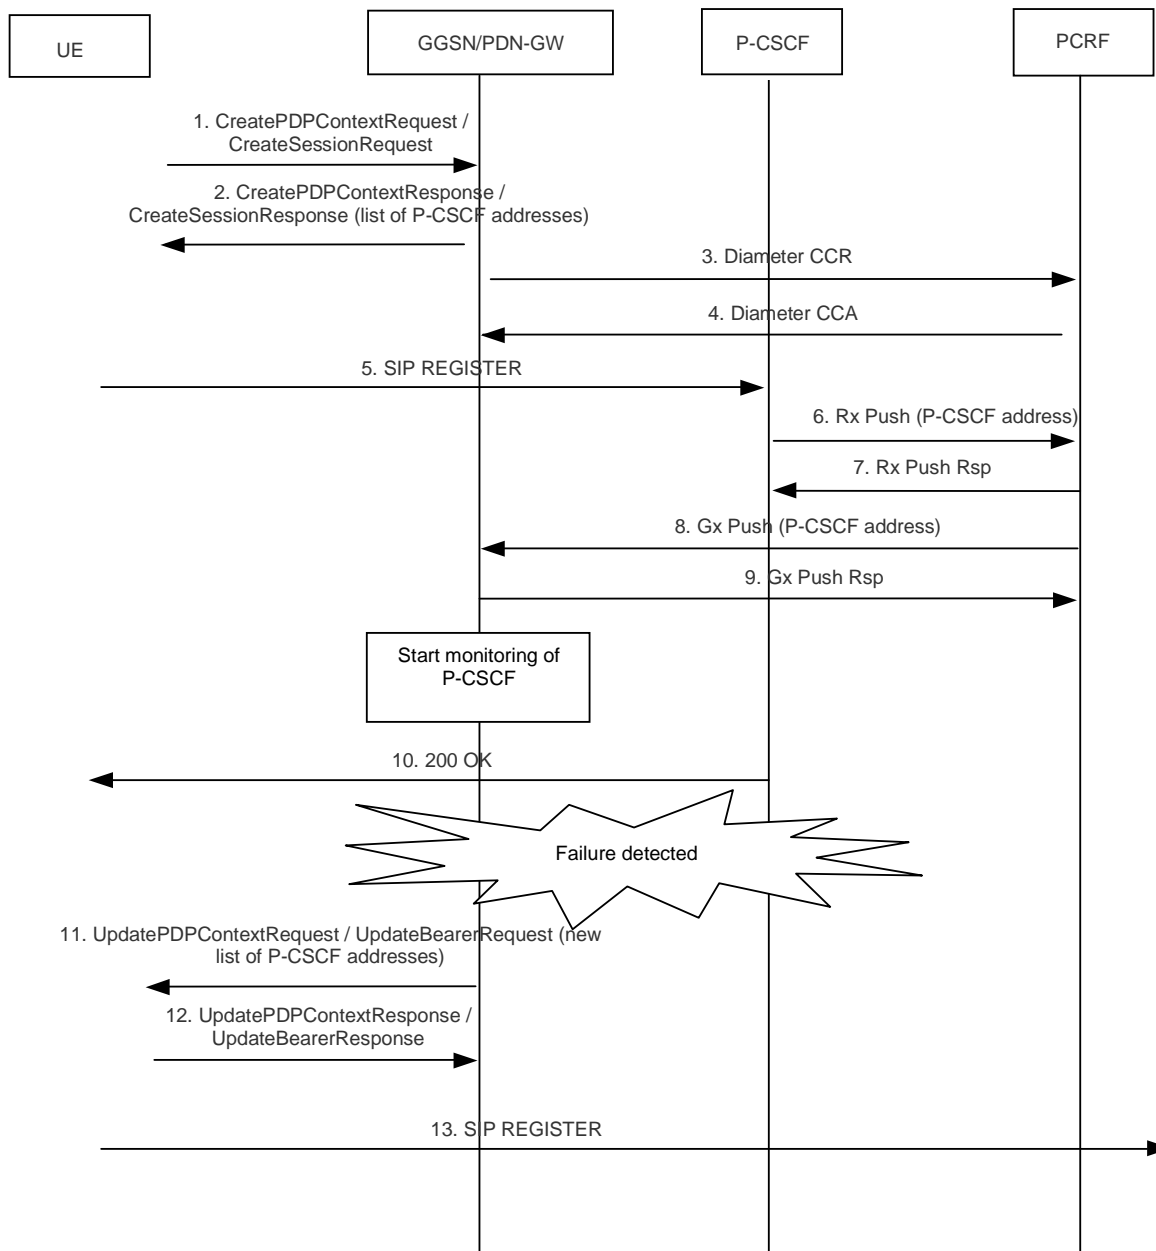 UE
GGSN/PDN-GW
P-CSCF
PCRF
1. CreatePDPContextRequest /
CreateSessionRequest
2. CreatePDPContextResponse /
CreateSessionResponse (list of P-CSCF addresses)
3. Diameter CCR
4. Diameter CCA
5. SIP REGISTER
6. Rx Push (P-CSCF address)
7. Rx Push Rsp
8. Gx Push (P-CSCF address)
9. Gx Push Rsp
Start monitoring of
P-CSCF
10. 200 OK
Failure detected
11. UpdatePDPContextRequest / UpdateBearerRequest (new
list of P-CSCF addresses)
12. UpdatePDPContextResponse /
UpdateBearerResponse
13. SIP REGISTER